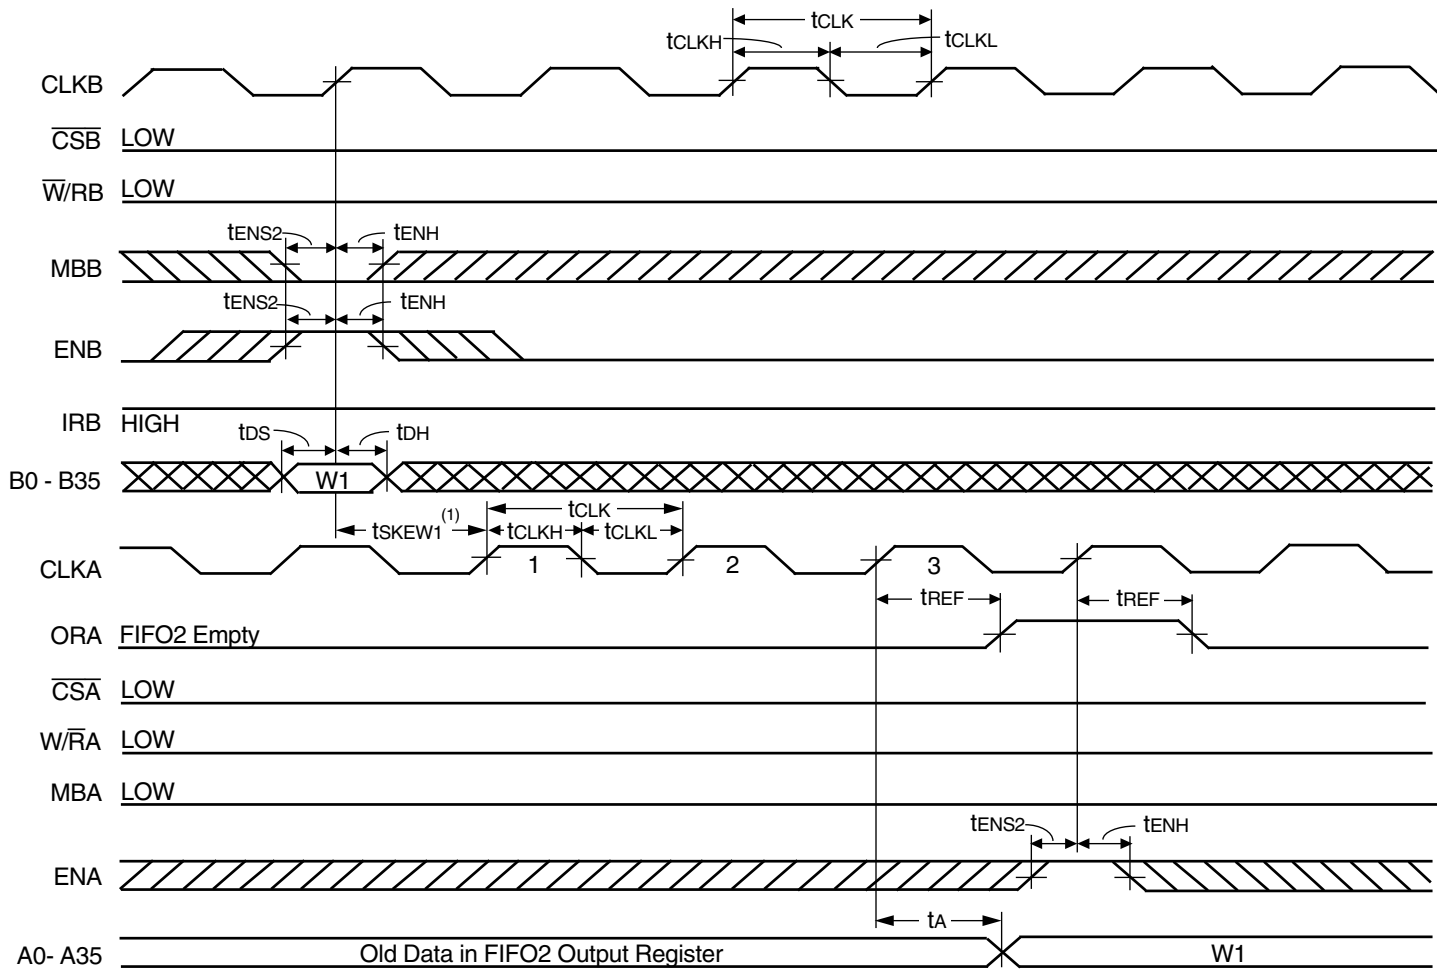 tCLK
tCLKH tCLKL
CLKB
CSB LOW
W/RB LOW
tENS2 tENH
MBB
tENS2 tENH
ENB
IRB HIGH
tDS tDH
B0 - B35 W1
tSKEW1(1) tCLK
tCLKH tCLKL
CLKA 1 2 3
tREF tREF
ORA FIFO2 Empty
CSA LOW
W/RA LOW
MBA LOW
tENS2 tENH
ENA
tA
A0- A35 Old Data in FIFO2 Output Register W1